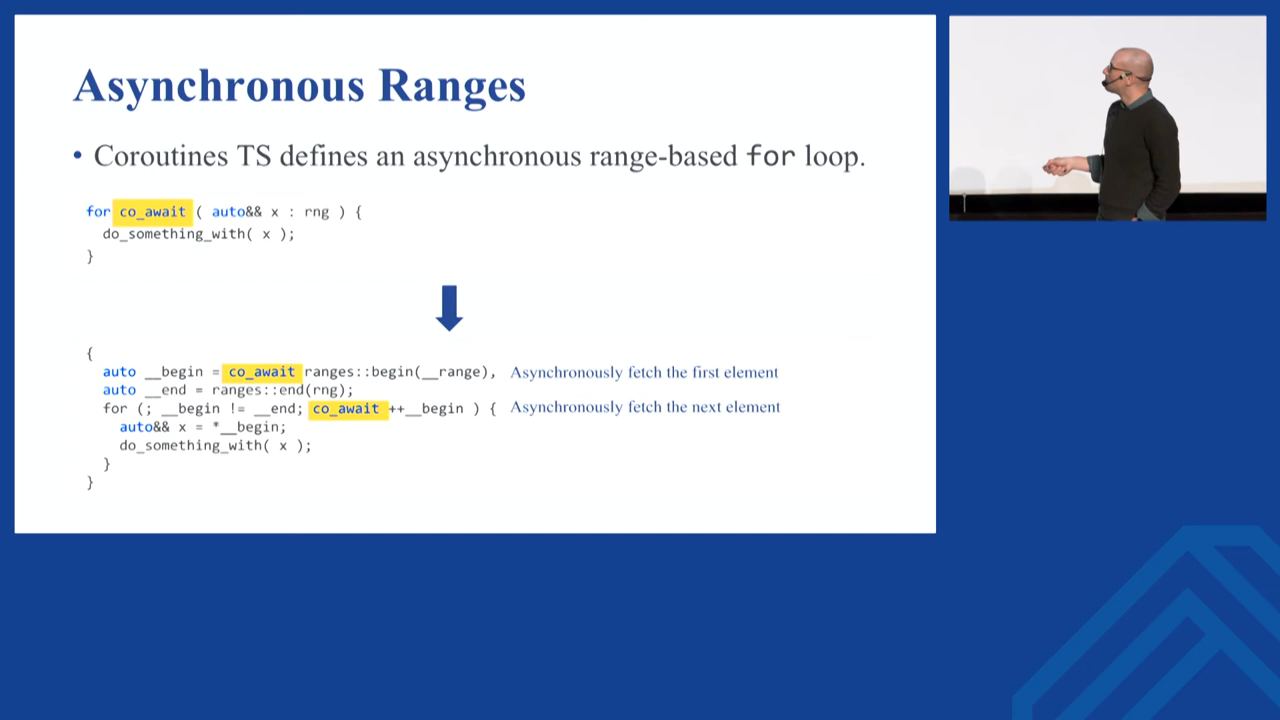 Asynchronous Ranges
• Coroutines TS defines an asynchronous range-based for loop.
for co_await ( auto&& x : rng ) {
do_something_with( x );
}
{
auto __begin = co_await ranges::begin(__range), Asynchronously fetch the first element
auto __end = ranges::end(rng);
for (; __begin != __end; co_await ++__begin ) { Asynchronously fetch the next element
auto&& x = *__begin;
do_something_with( x );
}
}